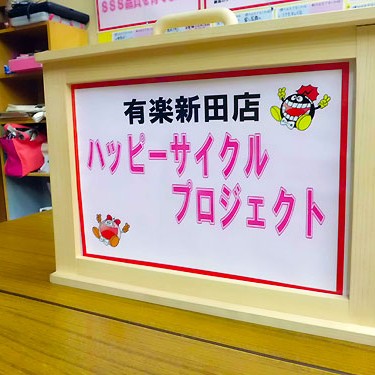 有楽新田店
ハッピーサイクル
プロジェクト